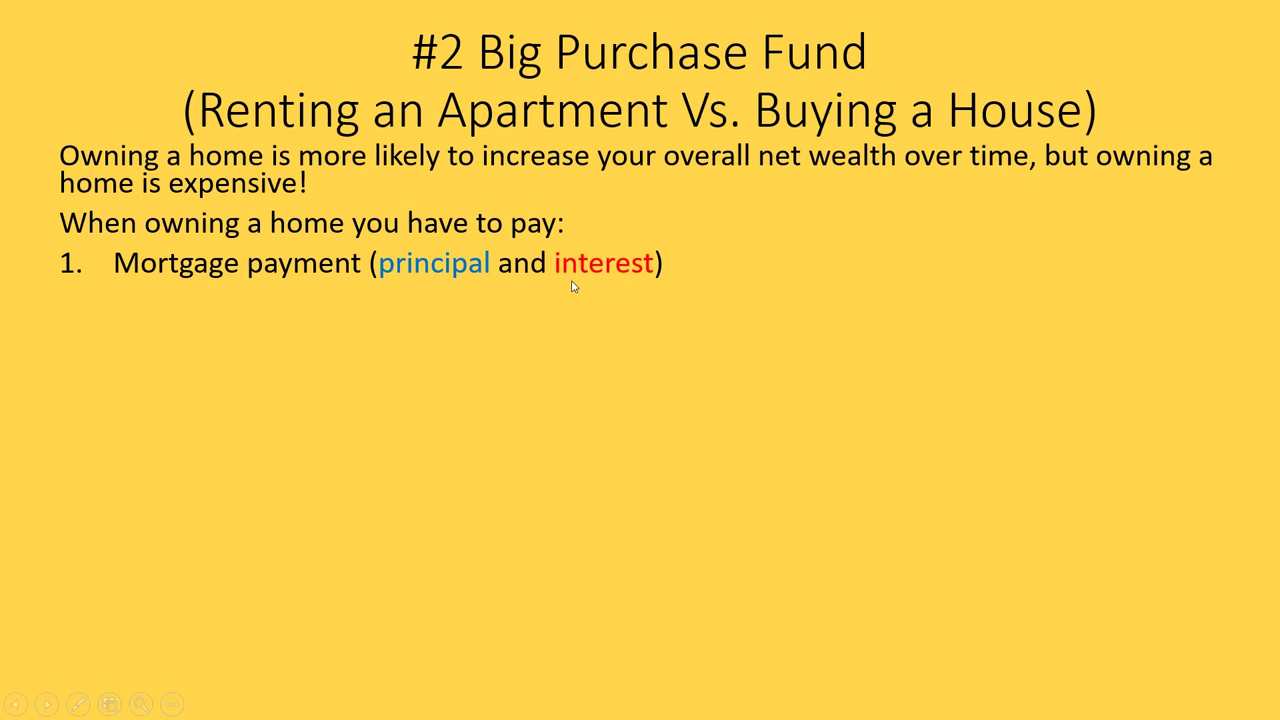 #2 Big Purchase Fund
(Renting an Apartment Vs. Buying a House)
Owning a home is more likely to increase your overall net wealth over time, but owning a
home is expensive!
When owning a home you have to pay:
1. Mortgage payment (principal and interest)